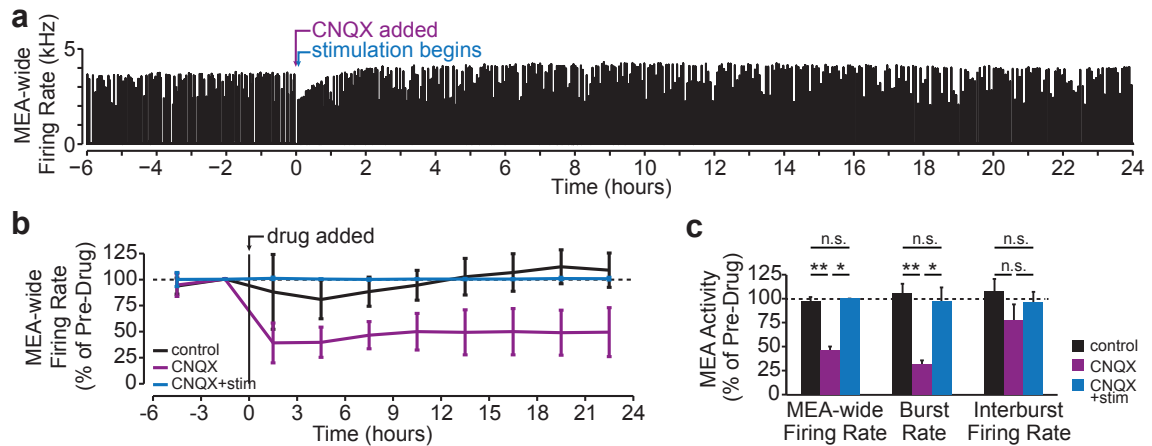 a
CNQX added
stimulation begins
MEA-wide
Firing Rate (kHz)
5
0
−6 −4 −2 0 2 4 6 8 10 12 14 16 18 20 22 24
Time (hours)
b
drug added
MEA-wide
Firing Rate
(% of Pre-Drug)
125
100
75
50
25
0
control
CNQX
CNQX+stim
-6 -3 0 3 6 9 12 15 18 21 24
Time (hours)
c
n.s. n.s. n.s.
** * ** * n.s.
MEA Activity
(% of Pre-Drug)
125
100
75
50
25
0
control
CNQX
CNQX
+stim
MEA-wide
Firing Rate
Burst
Rate
Interburst
Firing Rate